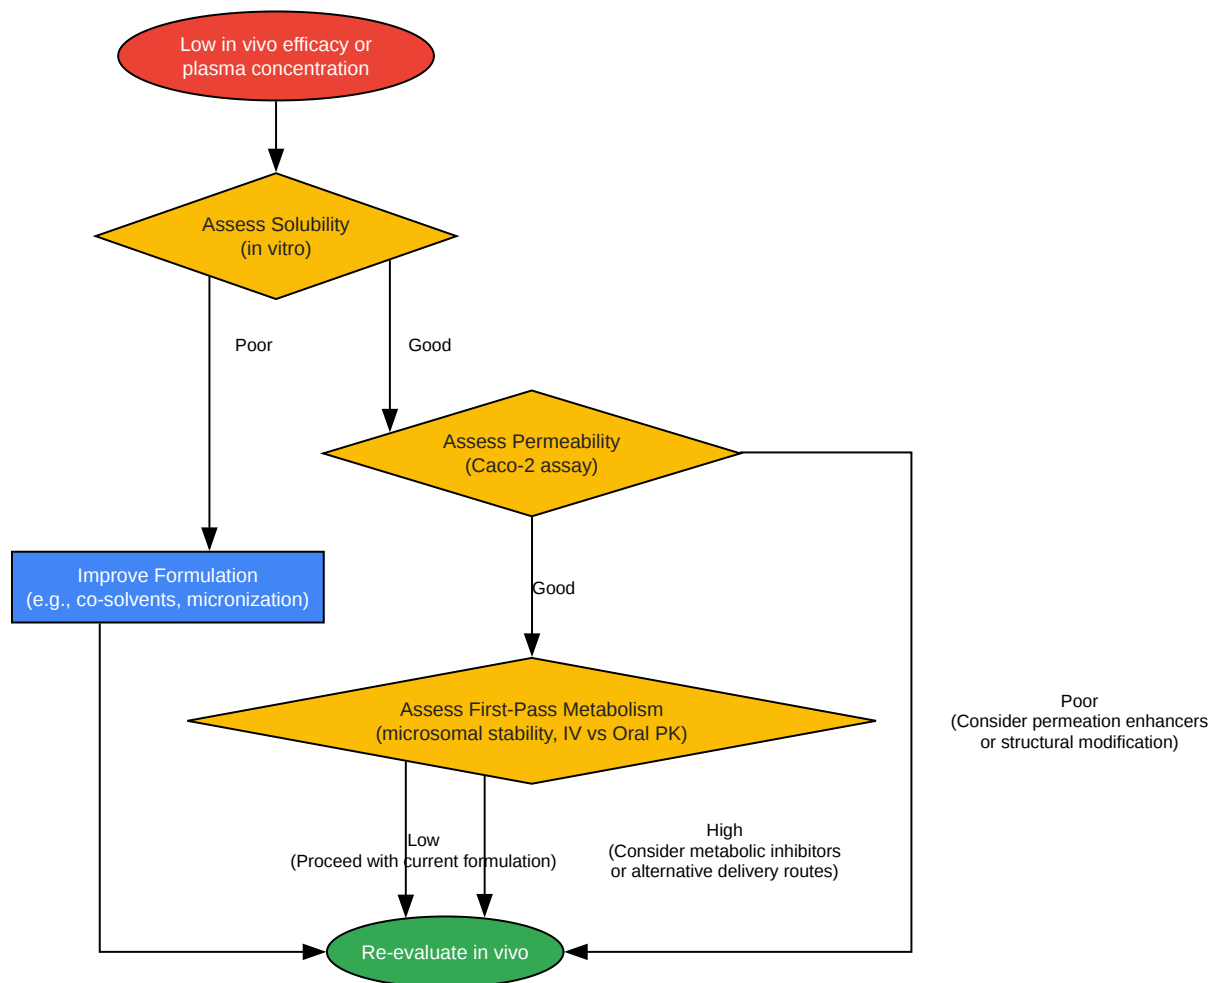 Low in vivo efficacy or
plasma concentration
Assess Solubility
(in vitro)
Poor
Good
Assess Permeability
(Caco-2 assay)
Improve Formulation
(e.g., co-solvents, micronization)
Good
Assess First-Pass Metabolism
(microsomal stability, IV vs Oral PK)
Poor
(Consider permeation enhancers
or structural modification)
Low
(Proceed with current formulation)
High
(Consider metabolic inhibitors
or alternative delivery routes)
Re-evaluate in vivo